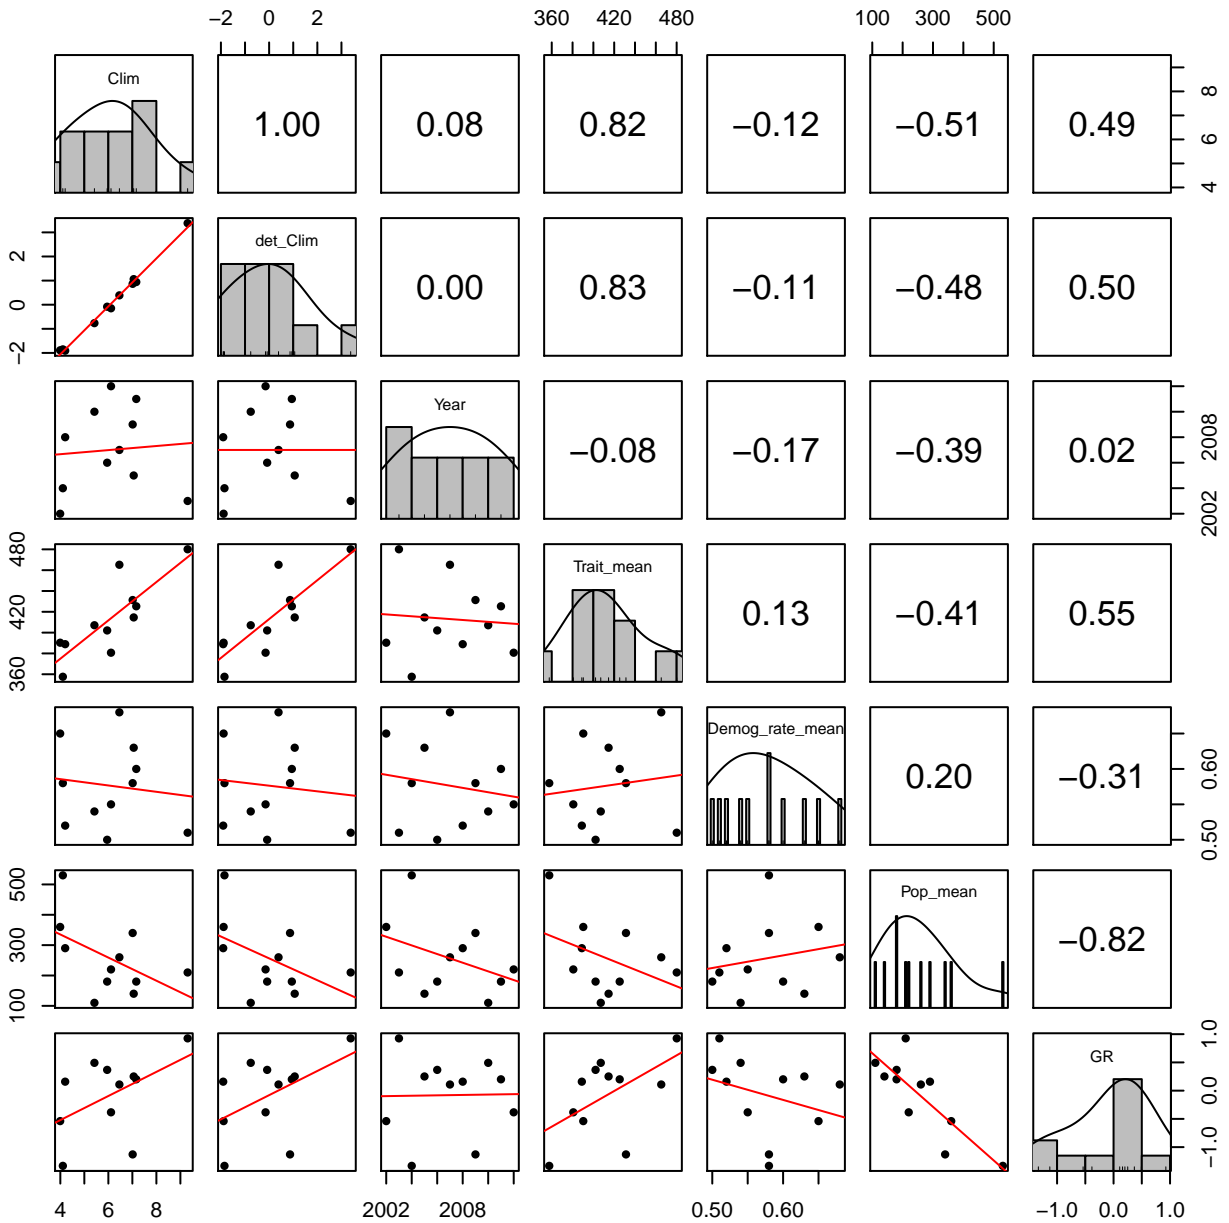 −2 0 2 360 420 480 100 300 500
Clim 1.00 0.08 0.82 −0.12 −0.51 0.49 4 6 8
−2 0 2 det_Clim 0.00 0.83 −0.11 −0.48 0.50
Year −0.08 −0.17 −0.39 0.02 2002 2008
360 420 480 Trait_mean 0.13 −0.41 0.55
Demog_rate_mean 0.20 −0.31 0.50 0.60
100 300 500 Pop_mean −0.82
GR −1.0 0.0 1.0
4 6 8 2002 2008 0.50 0.60 −1.0 0.0 1.0